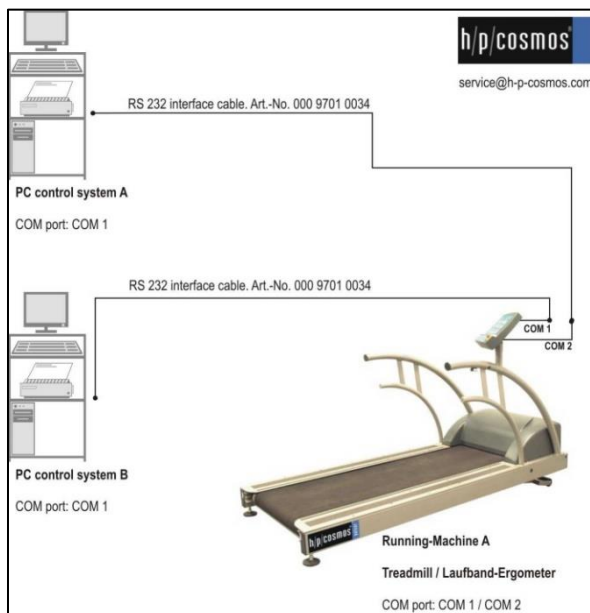 h/p/cosmos®
service@h-p-cosmos.com
RS 232 interface cable. Art.-No. 000 9701 0034
PC control system A
COM port: COM 1
RS 232 interface cable. Art.-No. 000 9701 0034
COM 1
COM 2
PC control system B
COM port: COM 1
h/p/cosmos
Running-Machine A
Treadmill / Laufband-Ergometer
COM port: COM 1 / COM 2